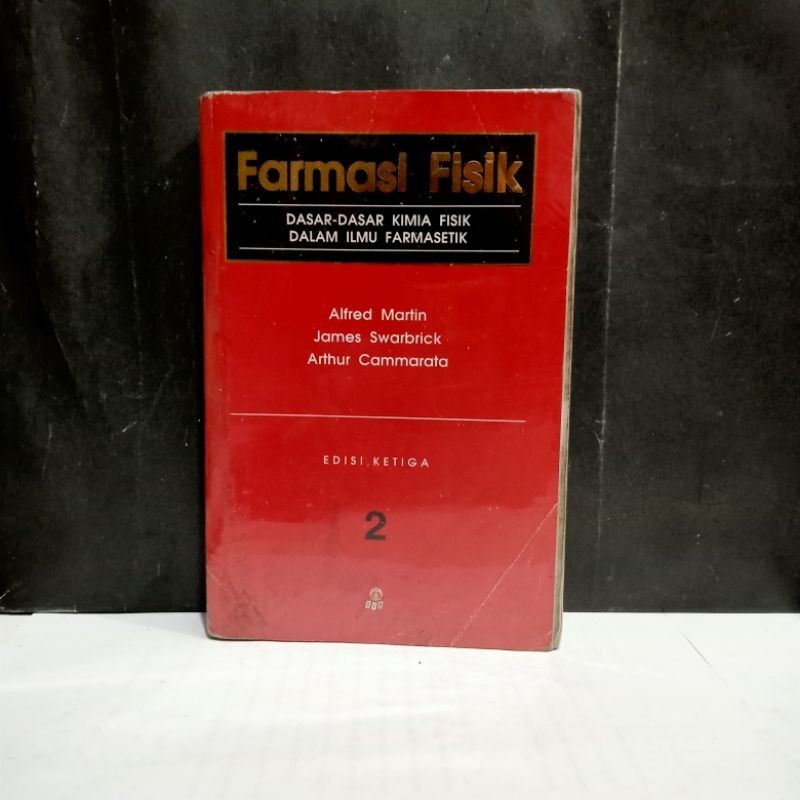 Farmasi Fisik
DASAR-DASAR KIMIA FISIK
DALAM ILMU FARMASETIK
Alfred Martin
James Swarbrick
Arthur Cammarata
EDISI KETIGA
2